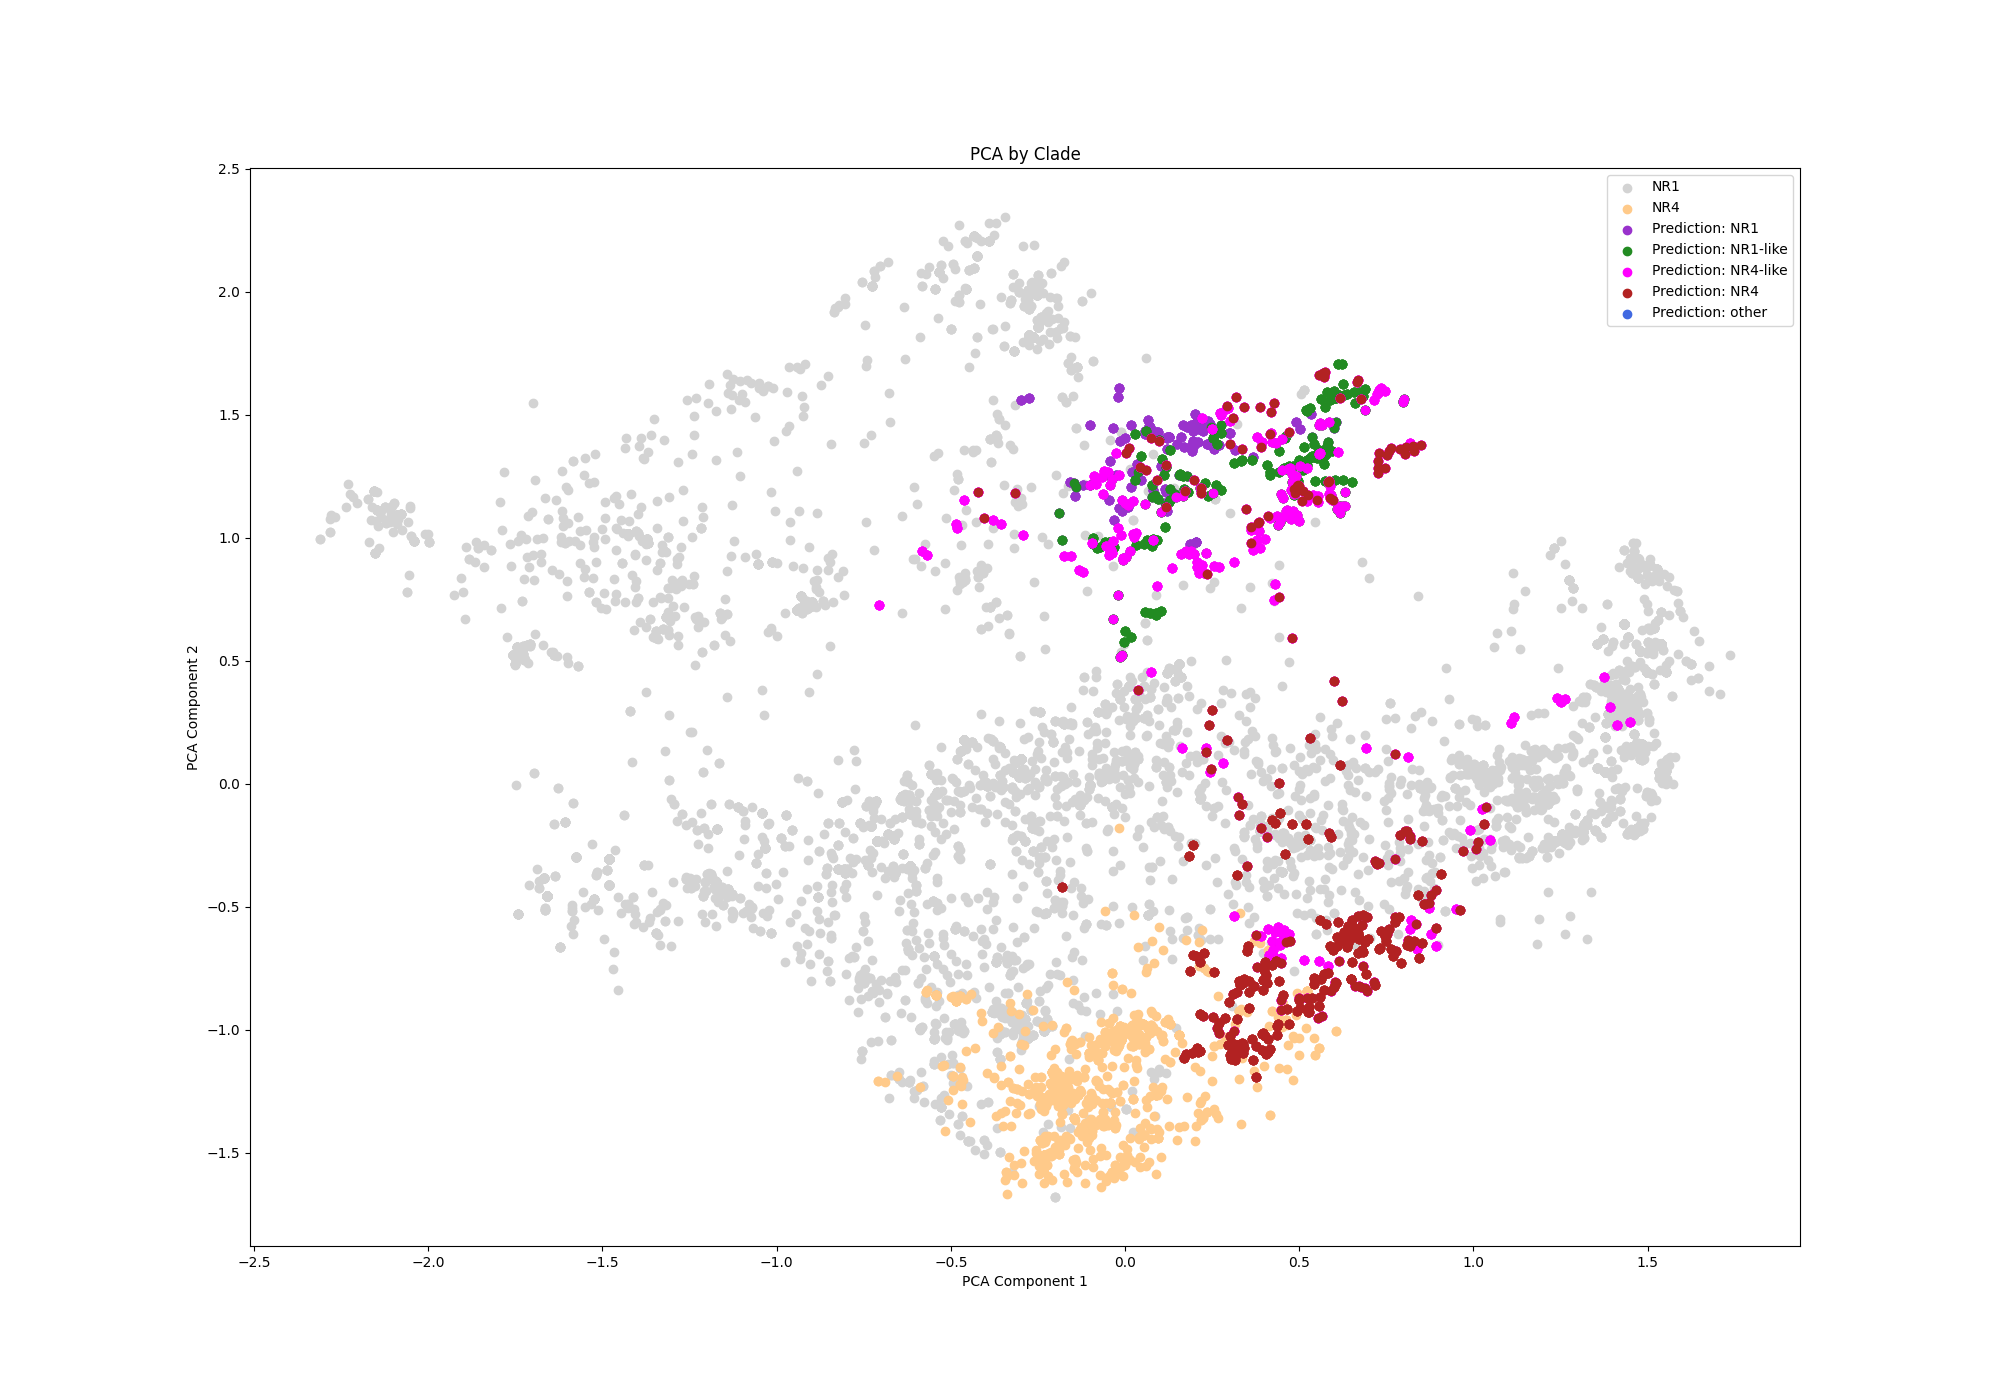 PCA by Clade
2.5
2.0
1.5
1.0
0.5
0.0
−0.5
−1.0
−1.5
PCA Component 2
NR1
NR4
Prediction: NR1
Prediction: NR1-like
Prediction: NR4-like
Prediction: NR4
Prediction: other
−2.5 −2.0 −1.5 −1.0 −0.5 0.0 0.5 1.0 1.5
PCA Component 1